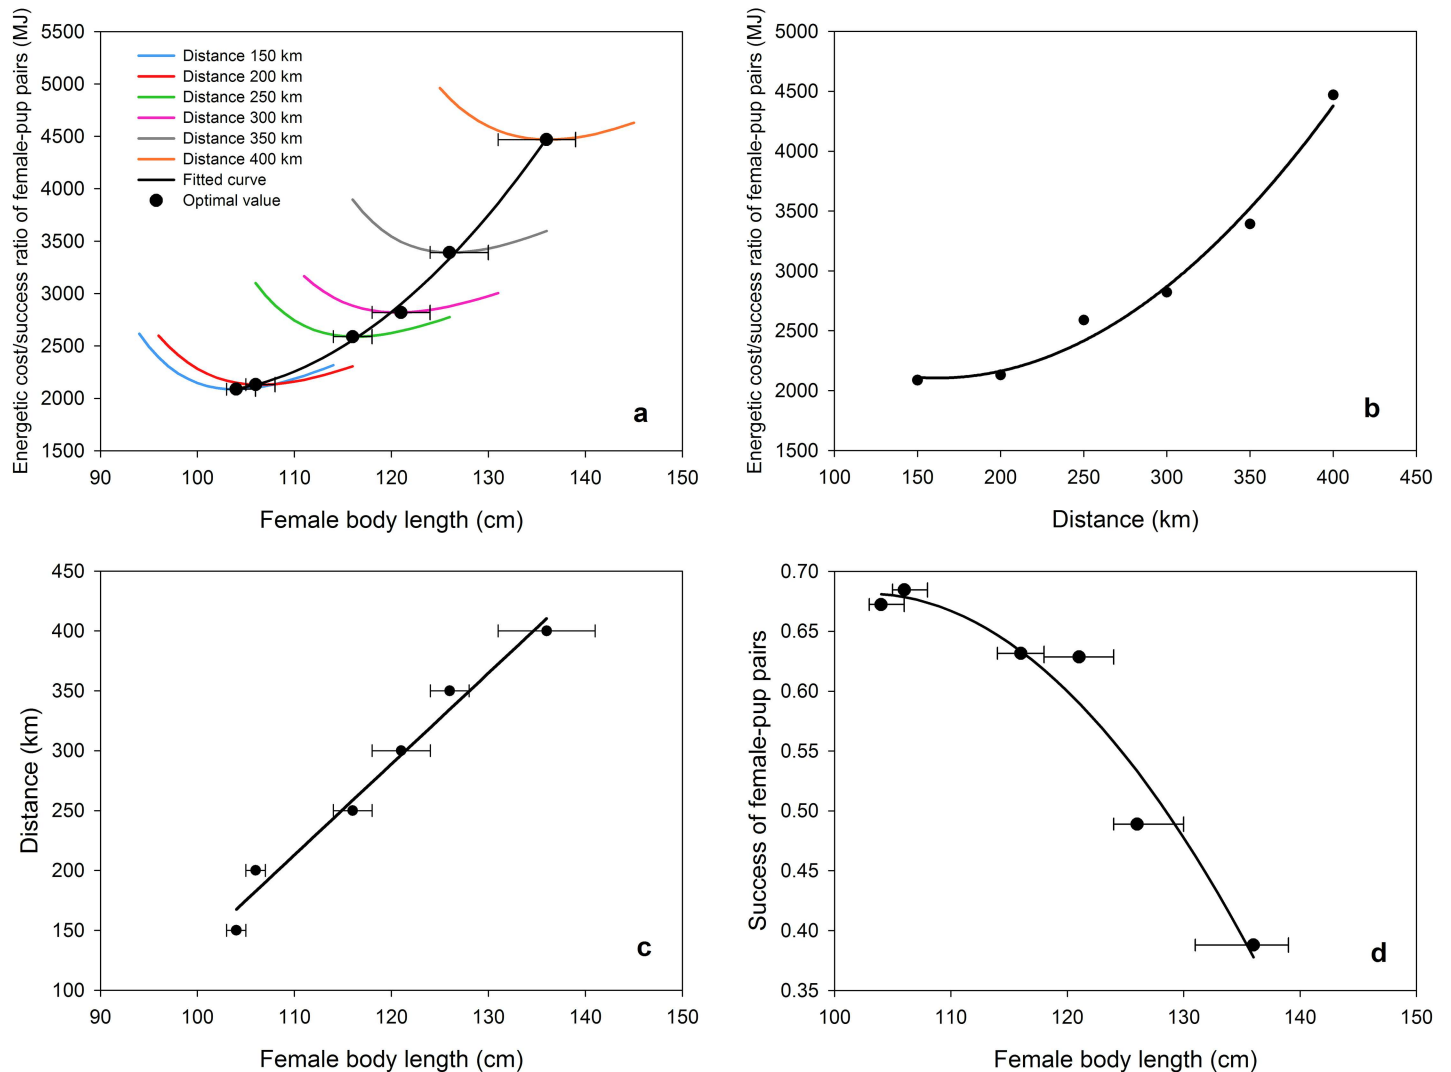 Energetic cost/success ratio of female-pup pairs (MJ)
5500
5000
4500
4000
3500
3000
2500
2000
1500
Distance 150 km
Distance 200 km
Distance 250 km
Distance 300 km
Distance 350 km
Distance 400 km
Fitted curve
Optimal value
a
90 100 110 120 130 140 150
Female body length (cm)
Energetic cost/success ratio of female-pup pairs (MJ)
5000
4500
4000
3500
3000
2500
2000
1500
b
100 150 200 250 300 350 400 450
Distance (km)
Distance (km)
450
400
350
300
250
200
150
100
c
90 100 110 120 130 140 150
Female body length (cm)
Success of female-pup pairs
0.70
0.65
0.60
0.55
0.50
0.45
0.40
0.35
d
100 110 120 130 140 150
Female body length (cm)